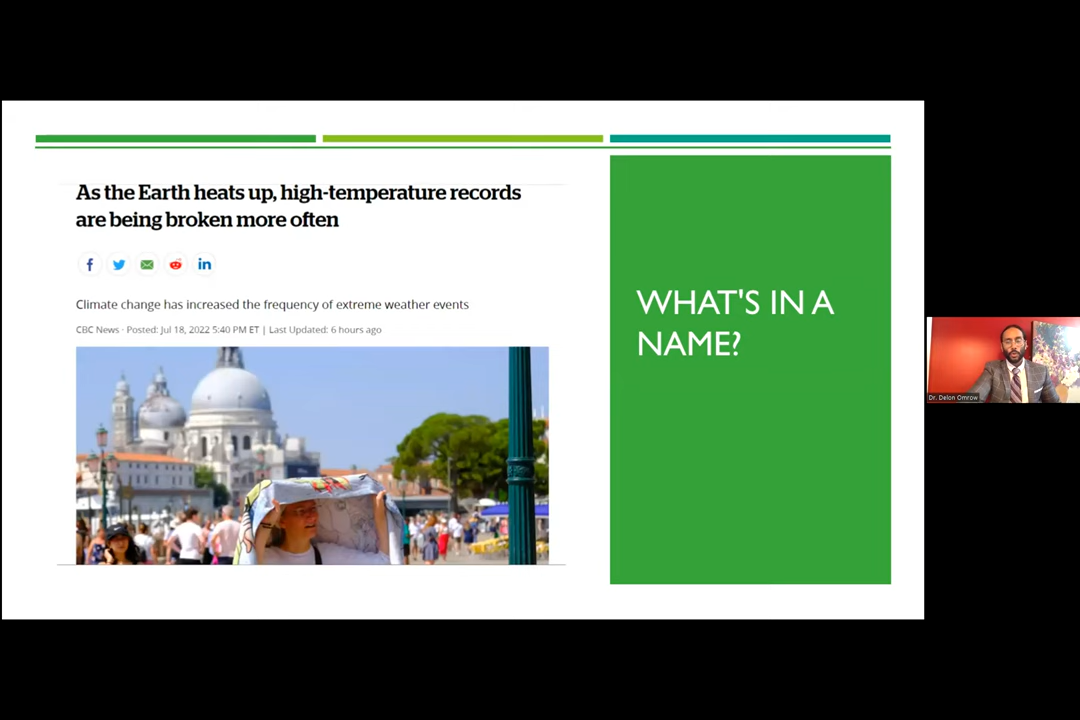 As the Earth heats up, high-temperature records
are being broken more often
Climate change has increased the frequency of extreme weather events
CBC News · Posted: Jul 18, 2022 5:40 PM ET | Last Updated: 6 hours ago
WHAT'S IN A
NAME?
Dr. Delon Omrow